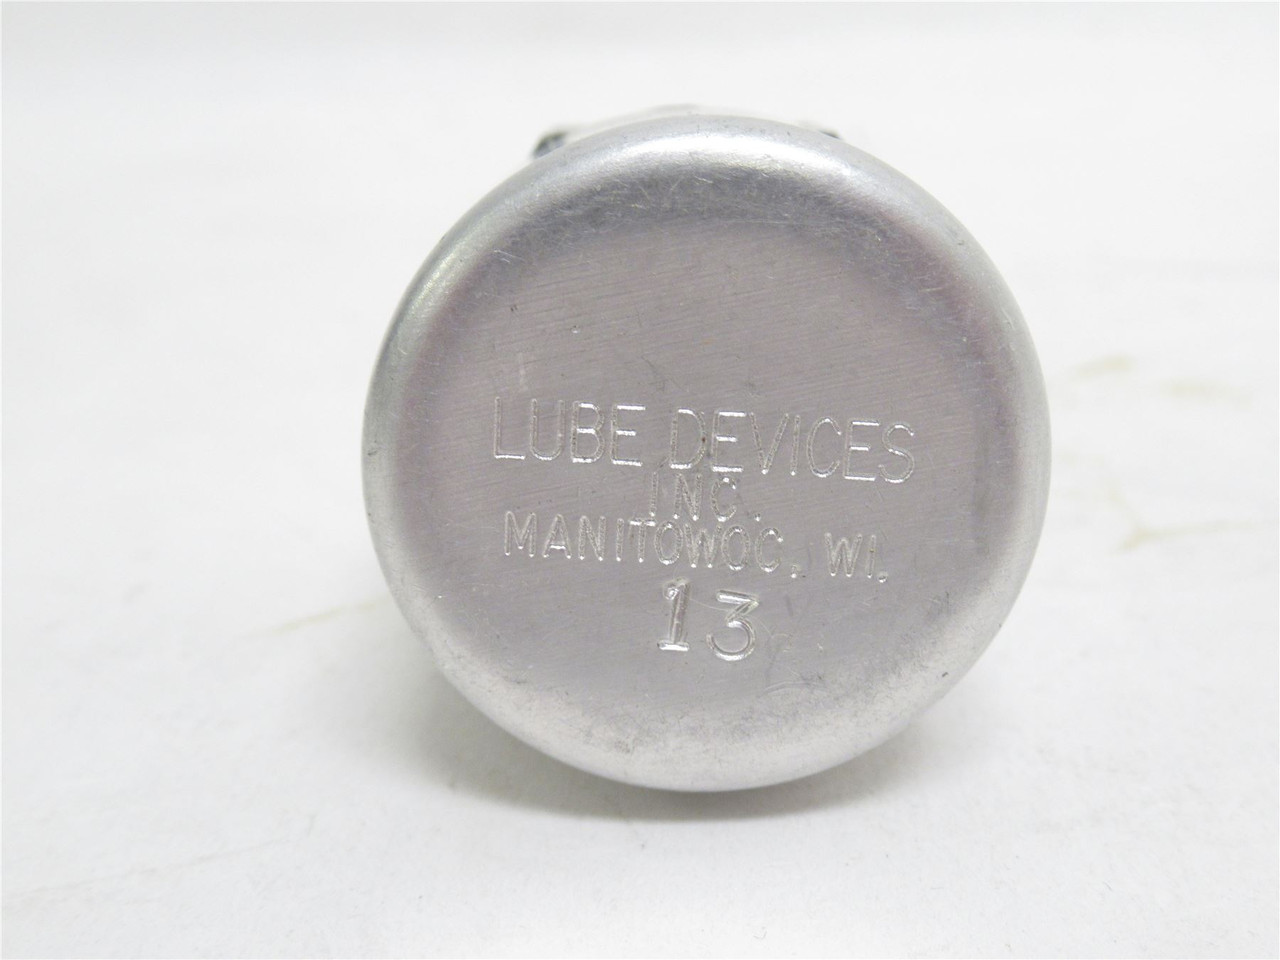 LUBE DEVICES
INC.
MANITOWOC, WI.
13